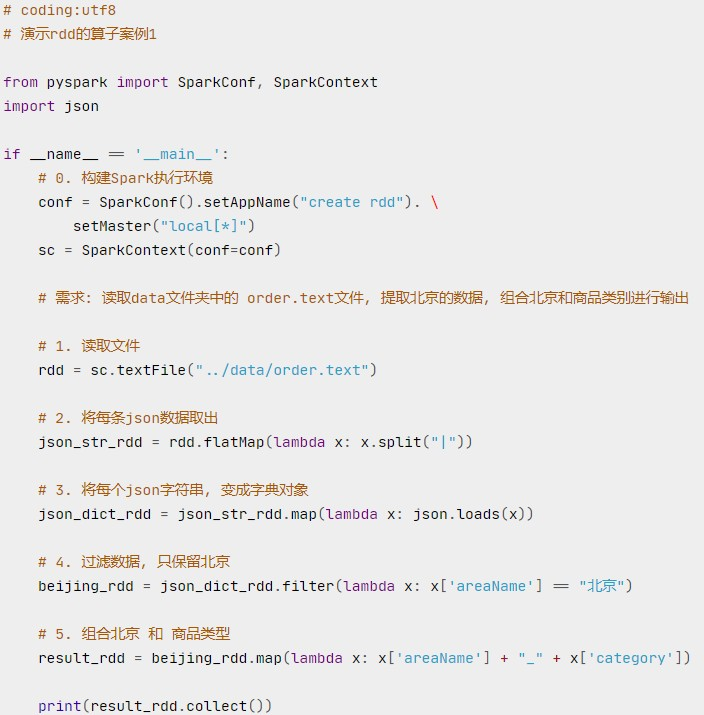 # coding:utf8
# 演示rdd的算子案例1
from pyspark import SparkConf, SparkContext
import json
if __name__ == '__main__':
    # 0. 构建Spark执行环境
    conf = SparkConf().setAppName("create rdd"). \
        setMaster("local[*]")
    sc = SparkContext(conf=conf)
    # 需求: 读取data文件夹中的 order.text文件, 提取北京的数据, 组合北京和商品类别进行输出
    # 1. 读取文件
    rdd = sc.textFile("../data/order.text")
    # 2. 将每条json数据取出
    json_str_rdd = rdd.flatMap(lambda x: x.split("|"))
    # 3. 将每个json字符串, 变成字典对象
    json_dict_rdd = json_str_rdd.map(lambda x: json.loads(x))
    # 4. 过滤数据, 只保留北京
    beijing_rdd = json_dict_rdd.filter(lambda x: x['areaName'] == "北京")
    # 5. 组合北京 和 商品类型
    result_rdd = beijing_rdd.map(lambda x: x['areaName'] + "_" + x['category'])
    print(result_rdd.collect())